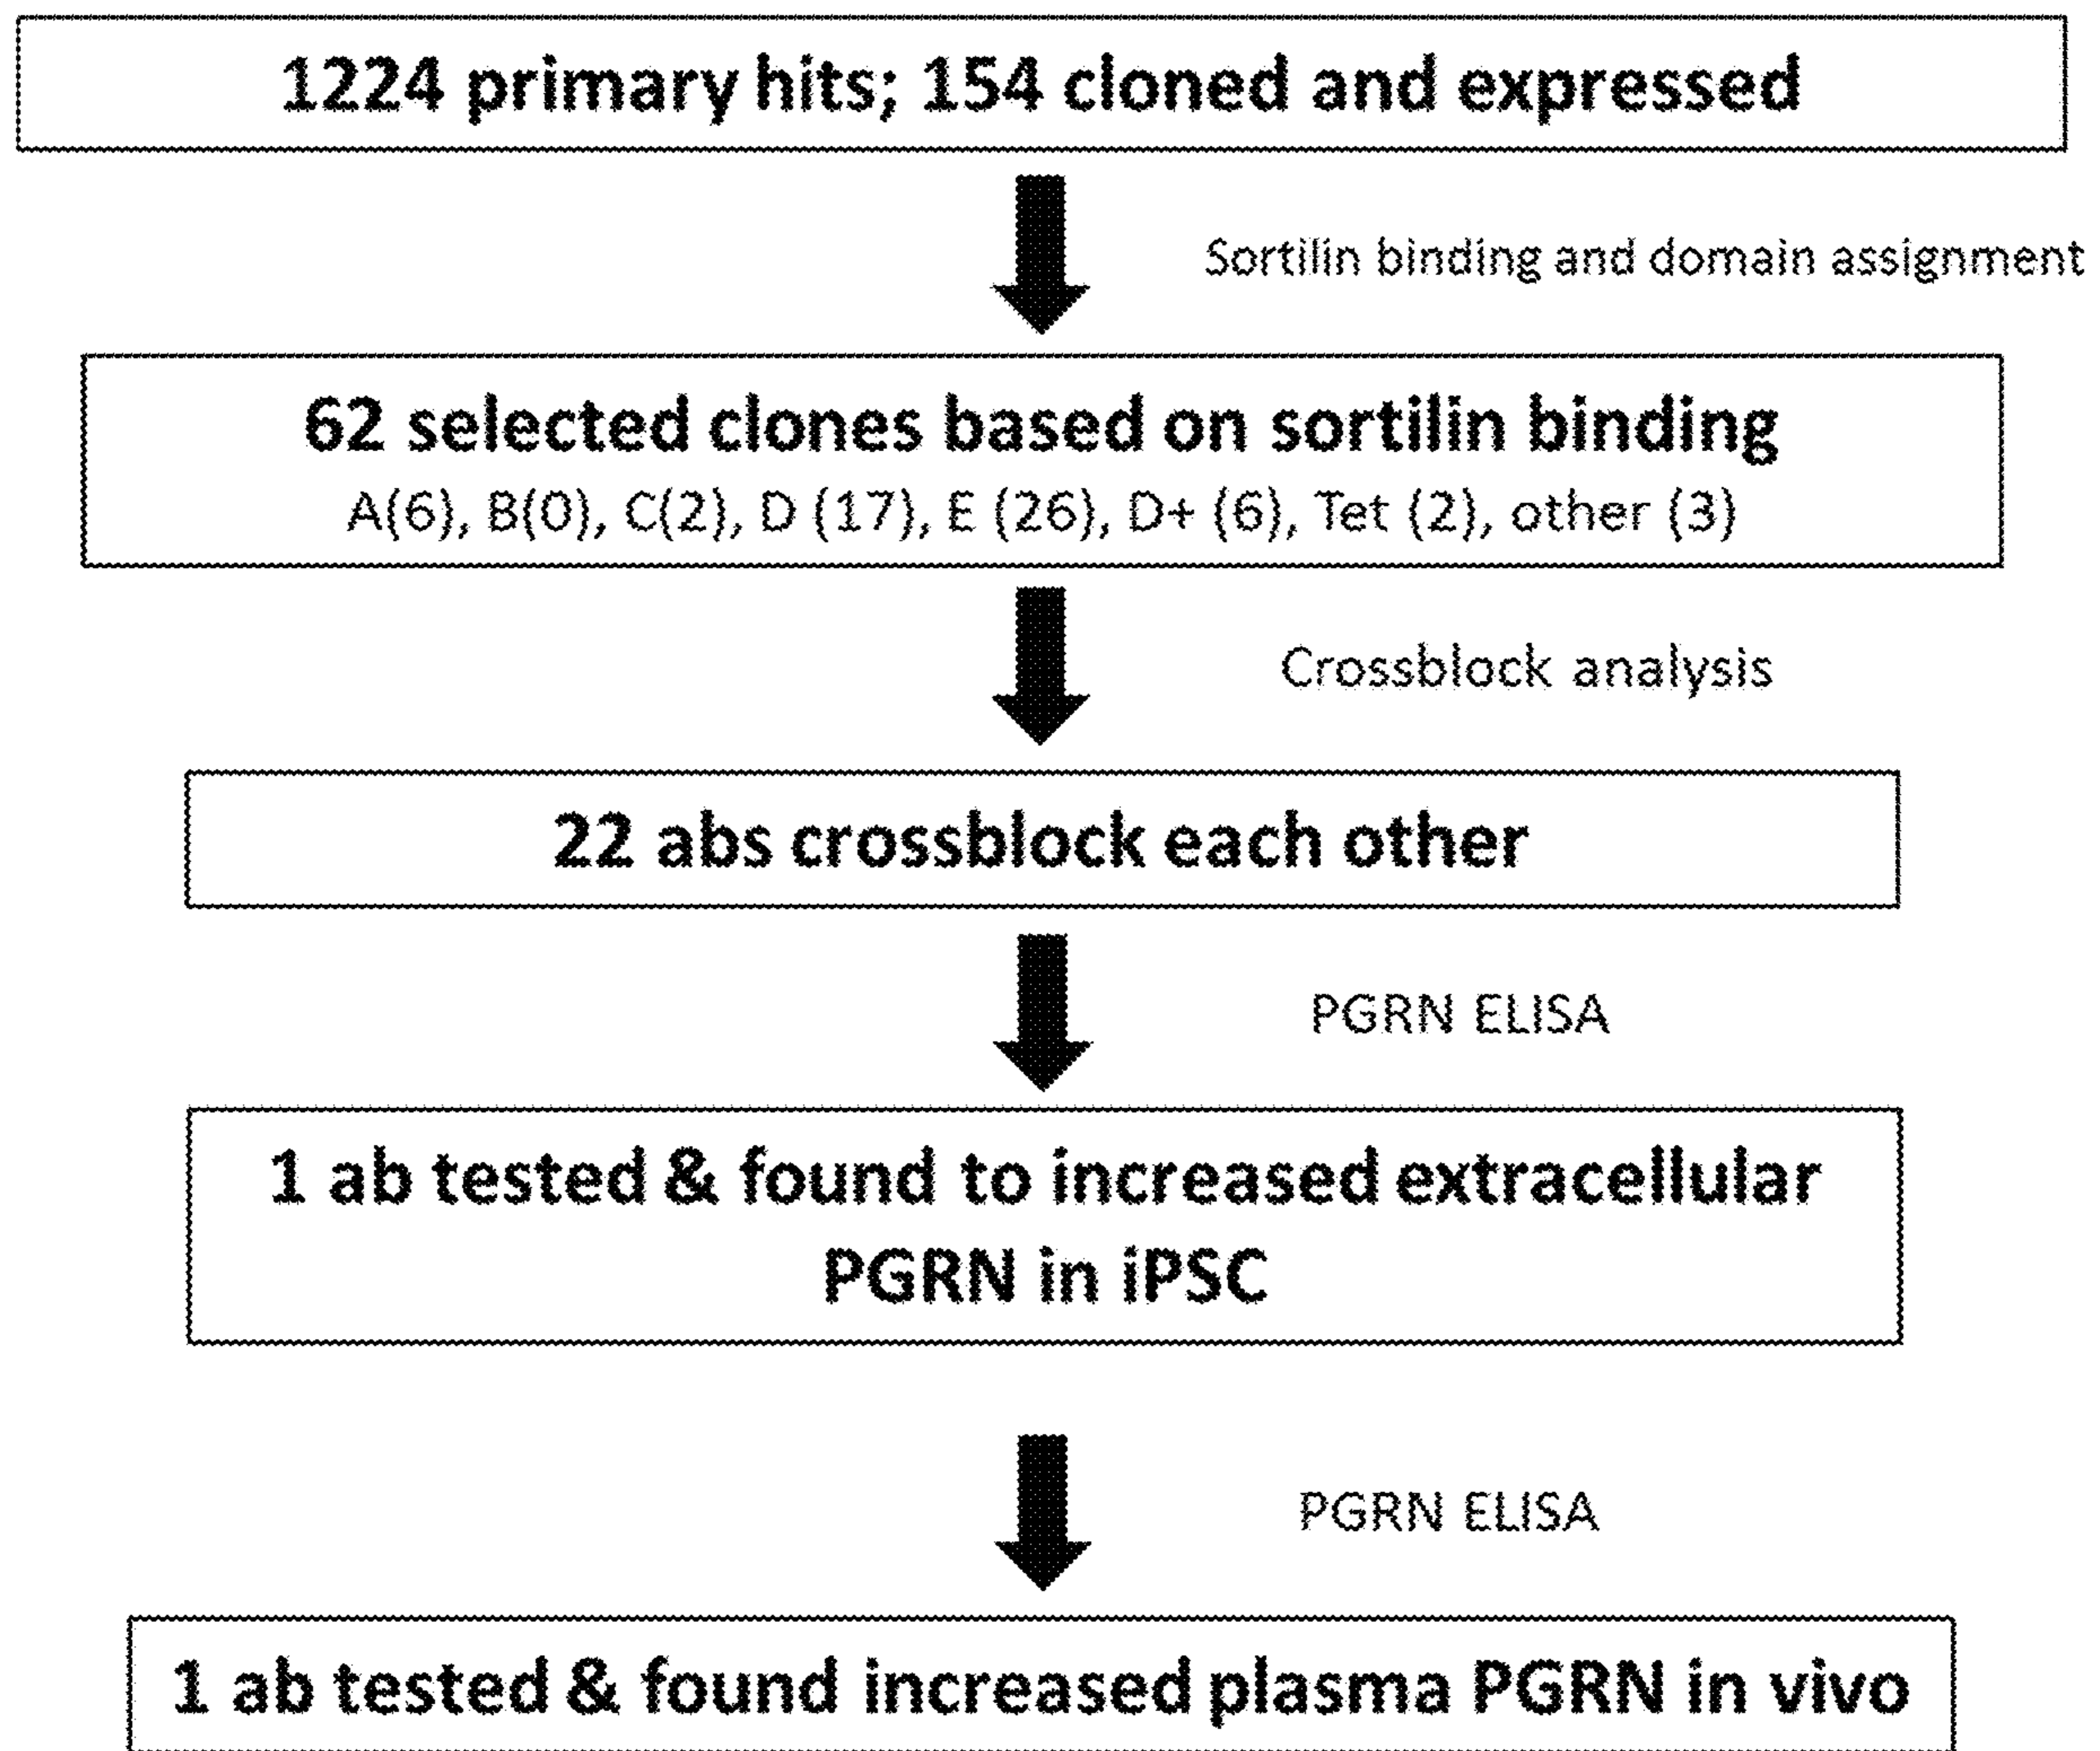 1224 primary hits; 154 cloned and expressed
Sortilin binding and domain assignment
62 selected clones based on sortilin binding
A(6), B(0), C(2), D (17), E (26), D+ (6), Tet (2), other (3)
Crossblock analysis
22 abs crossblock each other
PGRN ELISA
1 ab tested & found to increased extracellular
PGRN in iPSC
PGRN ELISA
1 ab tested & found increased plasma PGRN in vivo